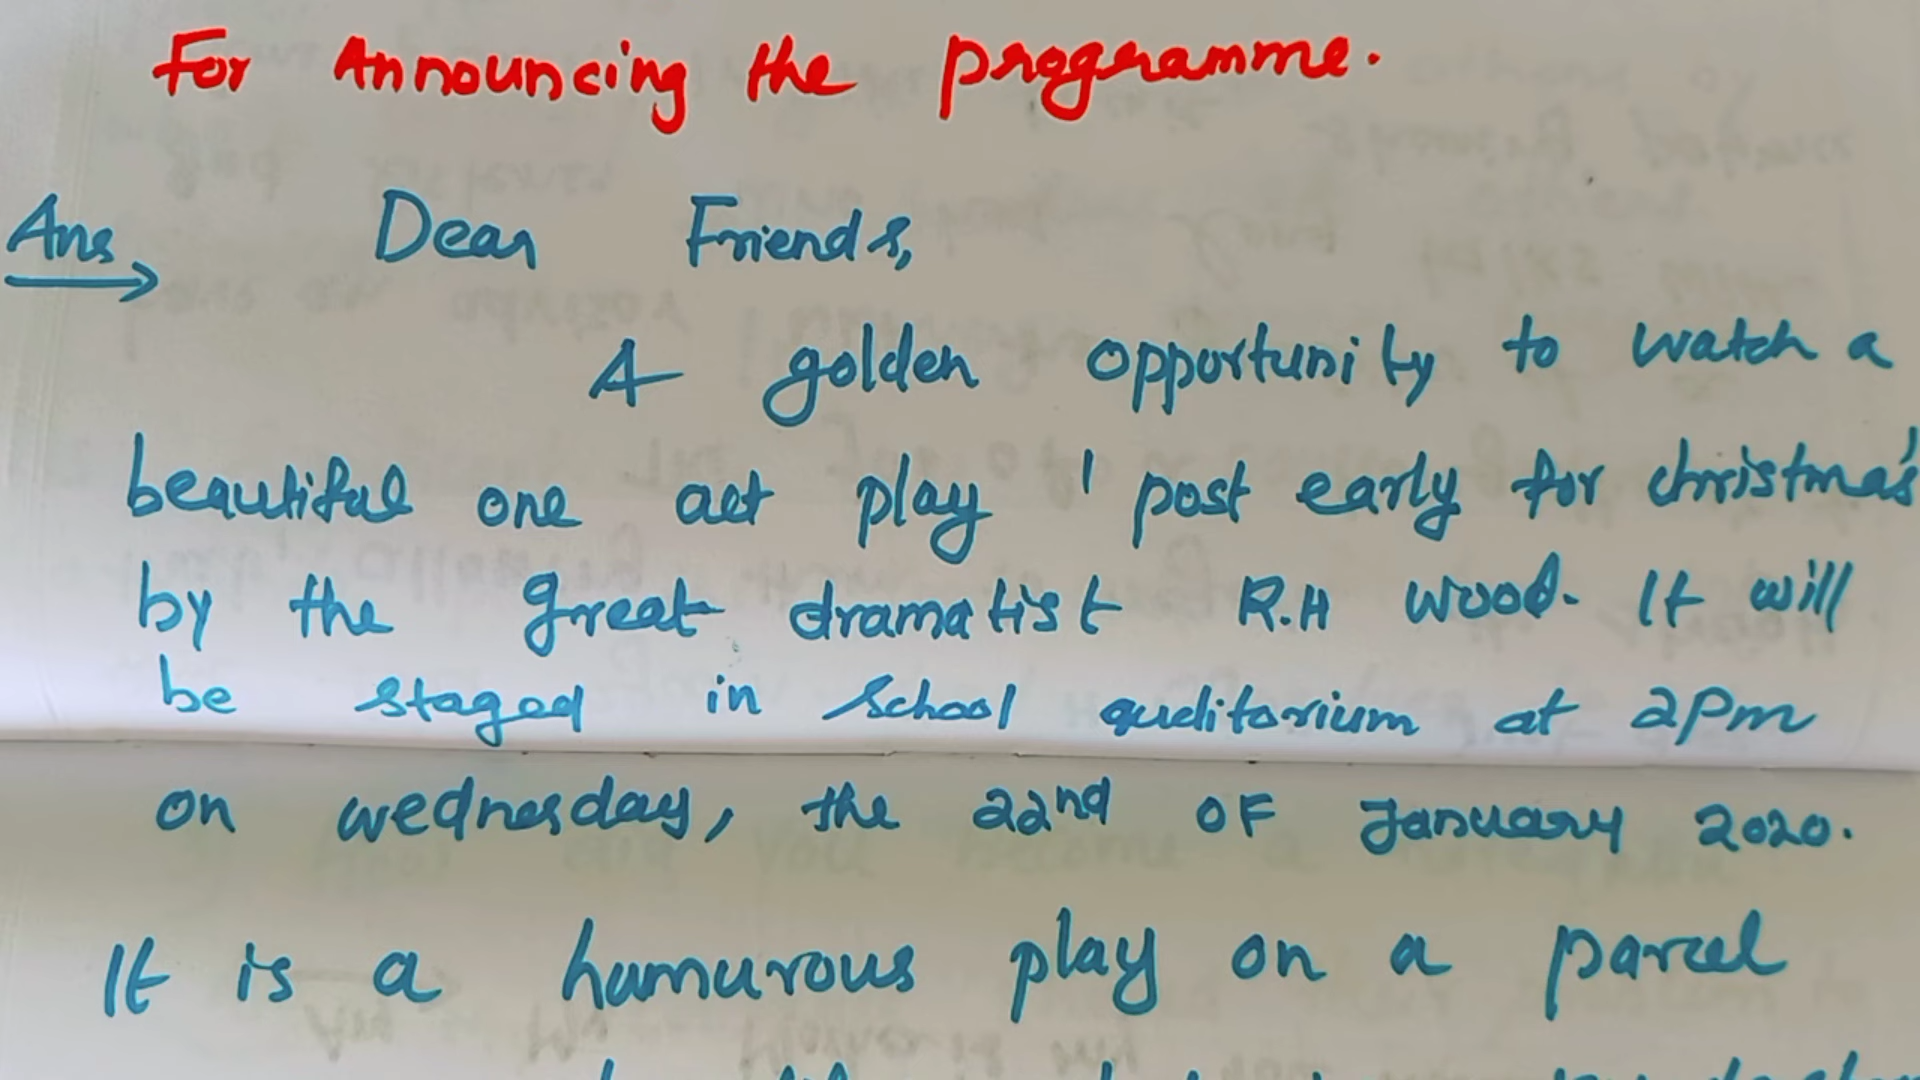 For Announcing the programme.
Ans Dear Friends,
A golden opportunity to watch a
beautiful one act play 'post early for christmas'
by the great dramatist R.H wood. It will
be staged in school auditorium at 2pm
on wednesday, the 22nd OF January 2020.
It is a humurous play on a parcel